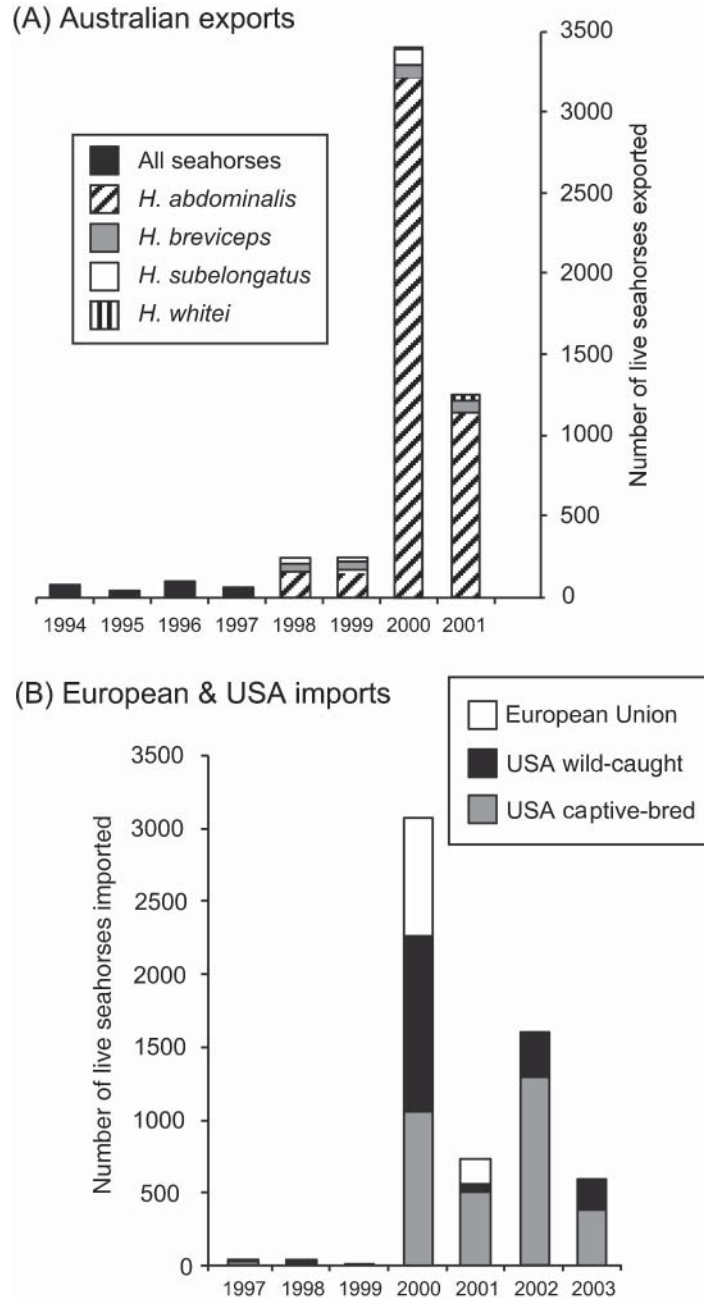 (A) Australian exports
All seahorses
H. abdominalis
H. breviceps
H. subelongatus
H. whitei
3500
3000
2500
2000
1500
1000
500
0
Number of live seahorses exported
1994 1995 1996 1997 1998 1999 2000 2001
(B) European & USA imports
European Union
USA wild-caught
USA captive-bred
Number of live seahorses imported
3500
3000
2500
2000
1500
1000
500
0
1997 1998 1999 2000 2001 2002 2003